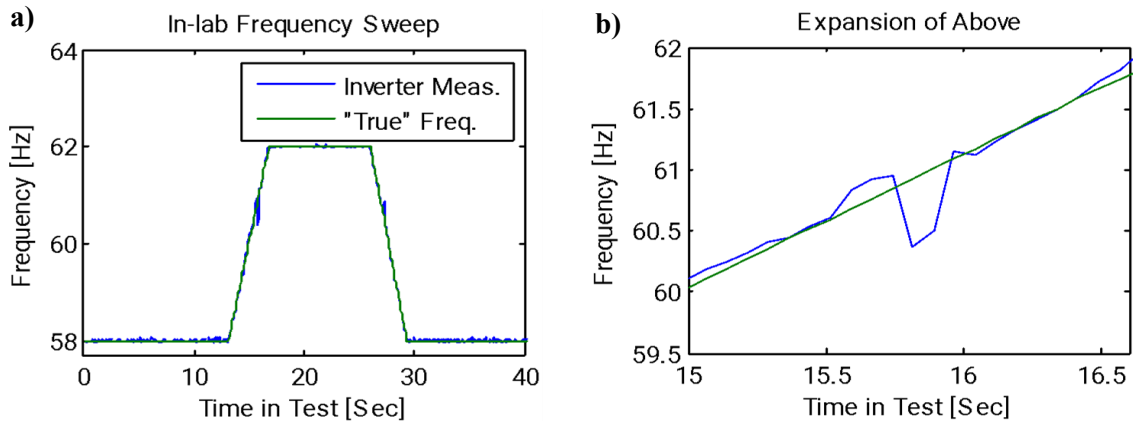 a)
In-lab Frequency Sweep
64
62
60
58
Frequency [Hz]
Inverter Meas.
"True" Freq.
0
10
20
30
40
Time in Test [Sec]
b)
Expansion of Above
62
61.5
61
60.5
60
59.5
Frequency [Hz]
15
15.5
16
16.5
Time in Test [Sec]